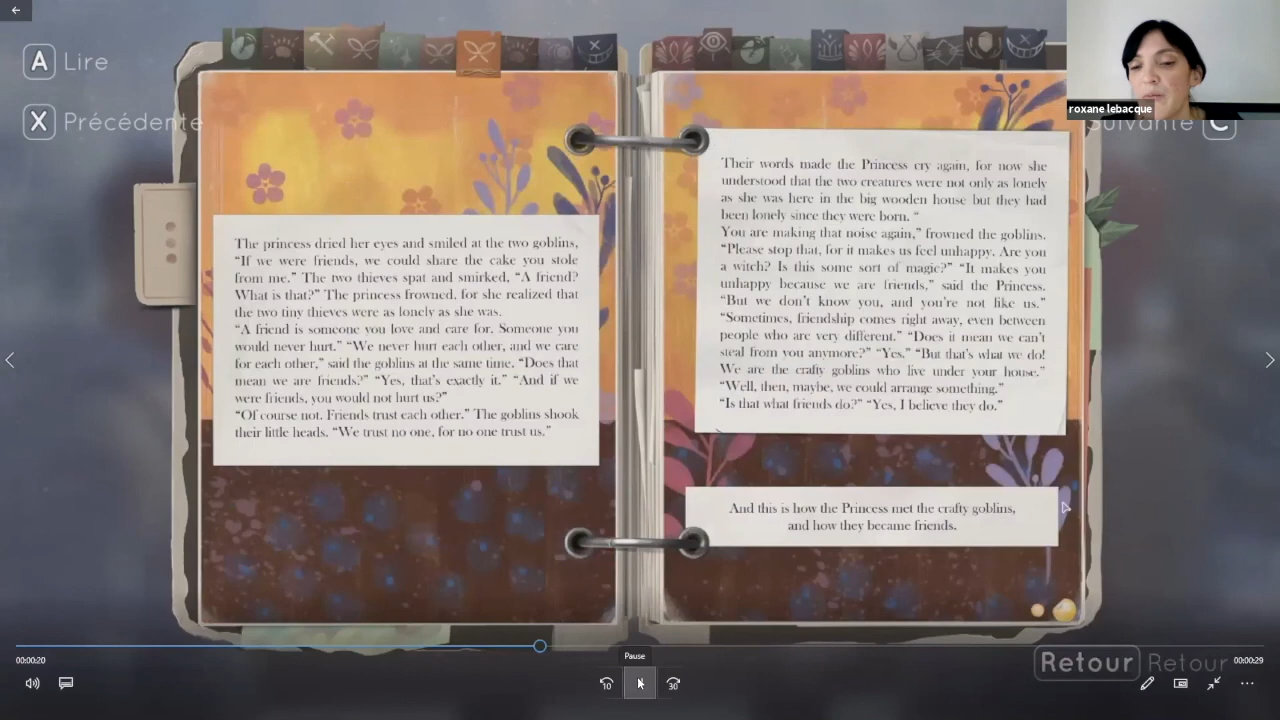 A Lire
X Précédente
roxane lebacque
Suivante C
The princess dried her eyes and smiled at the two goblins,
“If we were friends, we could share the cake you stole
from me.” The two thieves spat and smirked, “A friend?
What is that?” The princess frowned, for she realized that
the two tiny thieves were as lonely as she was.
“A friend is someone you love and care for. Someone you
would never hurt.” “We never hurt each other, and we care
for each other,” said the goblins at the same time. “Does that
mean we are friends?” “Yes, that’s exactly it.” “And if we
were friends, you would not hurt us?”
“Of course not. Friends trust each other.” The goblins shook
their little heads. “We trust no one, for no one trust us.”
Their words made the Princess cry again, for now she
understood that the two creatures were not only as lonely
as she was here in the big wooden house but they had
been lonely since they were born. “
You are making that noise again,” frowned the goblins.
“Please stop that, for it makes us feel unhappy. Are you
a witch? Is this some sort of magic?” “It makes you
unhappy because we are friends,” said the Princess.
“But we don’t know you, and you’re not like us.”
“Sometimes, friendship comes right away, even between
people who are very different.” “Does it mean we can’t
steal from you anymore?” “Yes.” “But that’s what we do!
We are the crafty goblins who live under your house.”
“Well, then, maybe, we could arrange something.”
“Is that what friends do?” “Yes, I believe they do.”
And this is how the Princess met the crafty goblins,
and how they became friends.
Pause
00:00:20
Retour Retour
00:00:29
10
30